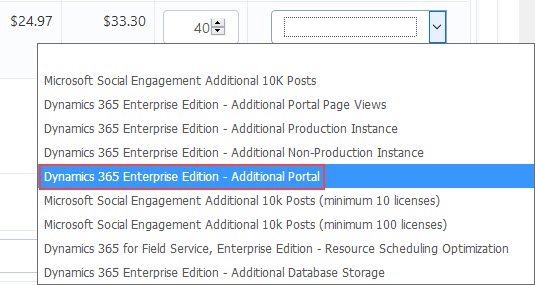 $24.97 $33.30 40
Microsoft Social Engagement Additional 10K Posts
Dynamics 365 Enterprise Edition - Additional Portal Page Views
Dynamics 365 Enterprise Edition - Additional Production Instance
Dynamics 365 Enterprise Edition - Additional Non-Production Instance
Dynamics 365 Enterprise Edition - Additional Portal
Microsoft Social Engagement Additional 10k Posts (minimum 10 licenses)
Microsoft Social Engagement Additional 10k Posts (minimum 100 licenses)
Dynamics 365 for Field Service, Enterprise Edition - Resource Scheduling Optimization
Dynamics 365 Enterprise Edition - Additional Database Storage